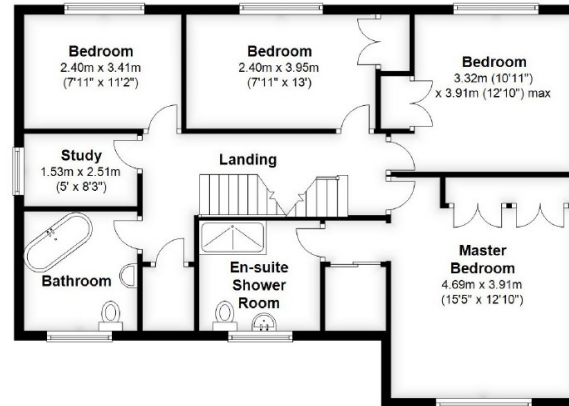 Bedroom
2.40m x 3.41m
(7'11" x 11'2")
Bedroom
2.40m x 3.95m
(7'11" x 13')
Bedroom
3.32m (10'11")
x 3.91m (12'10") max
Study
1.53m x 2.51m
(5' x 8'3")
Landing
Bathroom
En-suite
Shower
Room
Master
Bedroom
4.69m x 3.91m
(15'5" x 12'10")